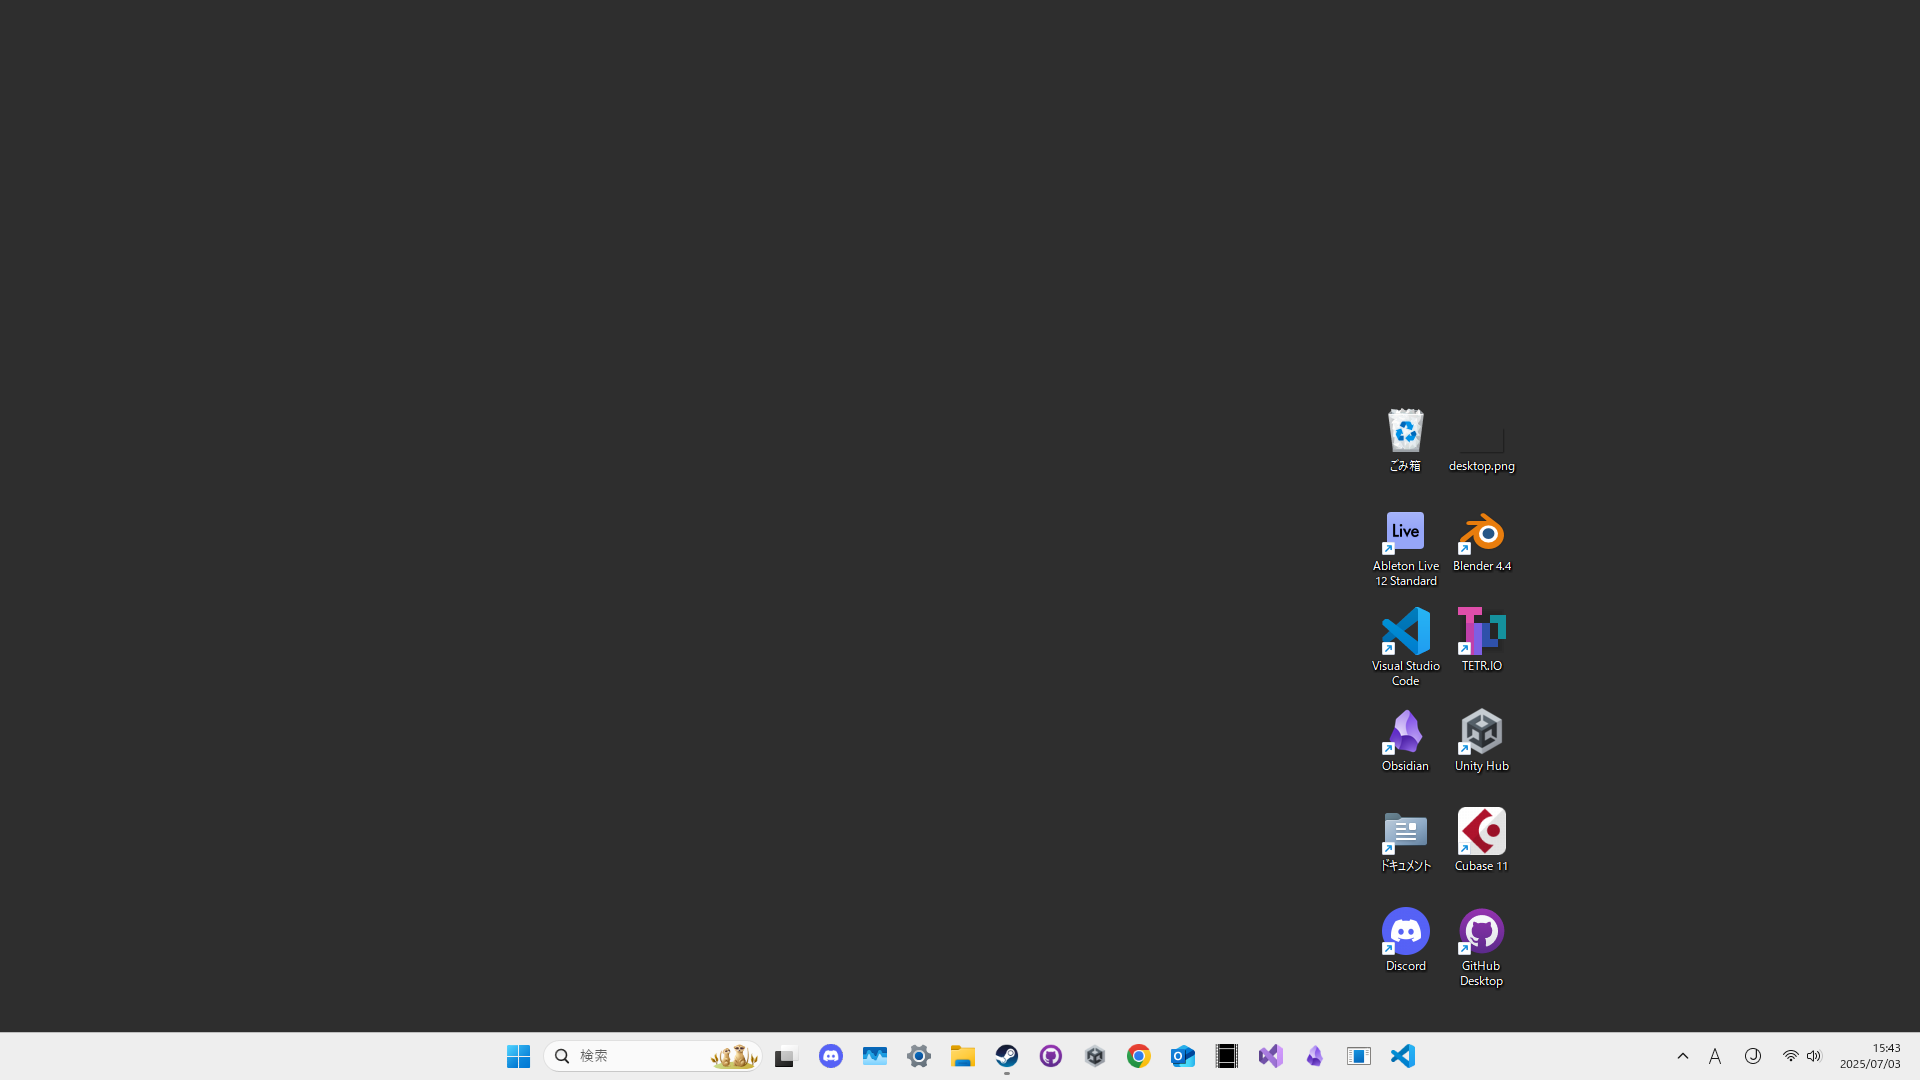 ごみ箱
desktop.png
Live
Ableton Live
12 Standard
Blender 4.4
Visual Studio
Code
TETR.IO
Obsidian
Unity Hub
ドキュメント
Cubase 11
Discord
GitHub
Desktop
検索
A
15:43
2025/07/03